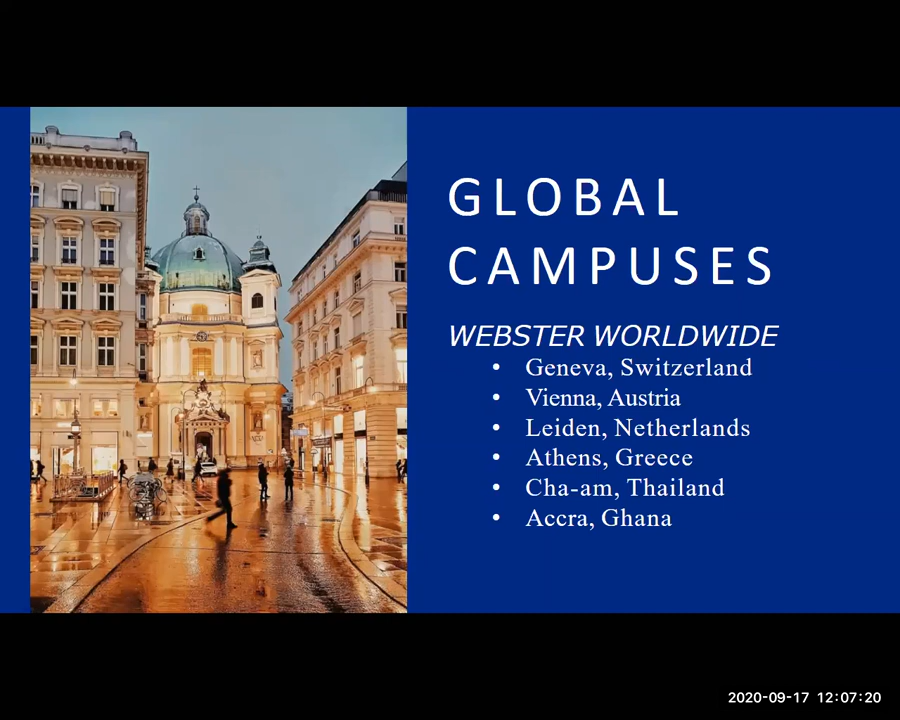 GLOBAL
CAMPUSES
WEBSTER WORLDWIDE
• Geneva, Switzerland
• Vienna, Austria
• Leiden, Netherlands
• Athens, Greece
• Cha-am, Thailand
• Accra, Ghana
2020-09-17 12:07:20